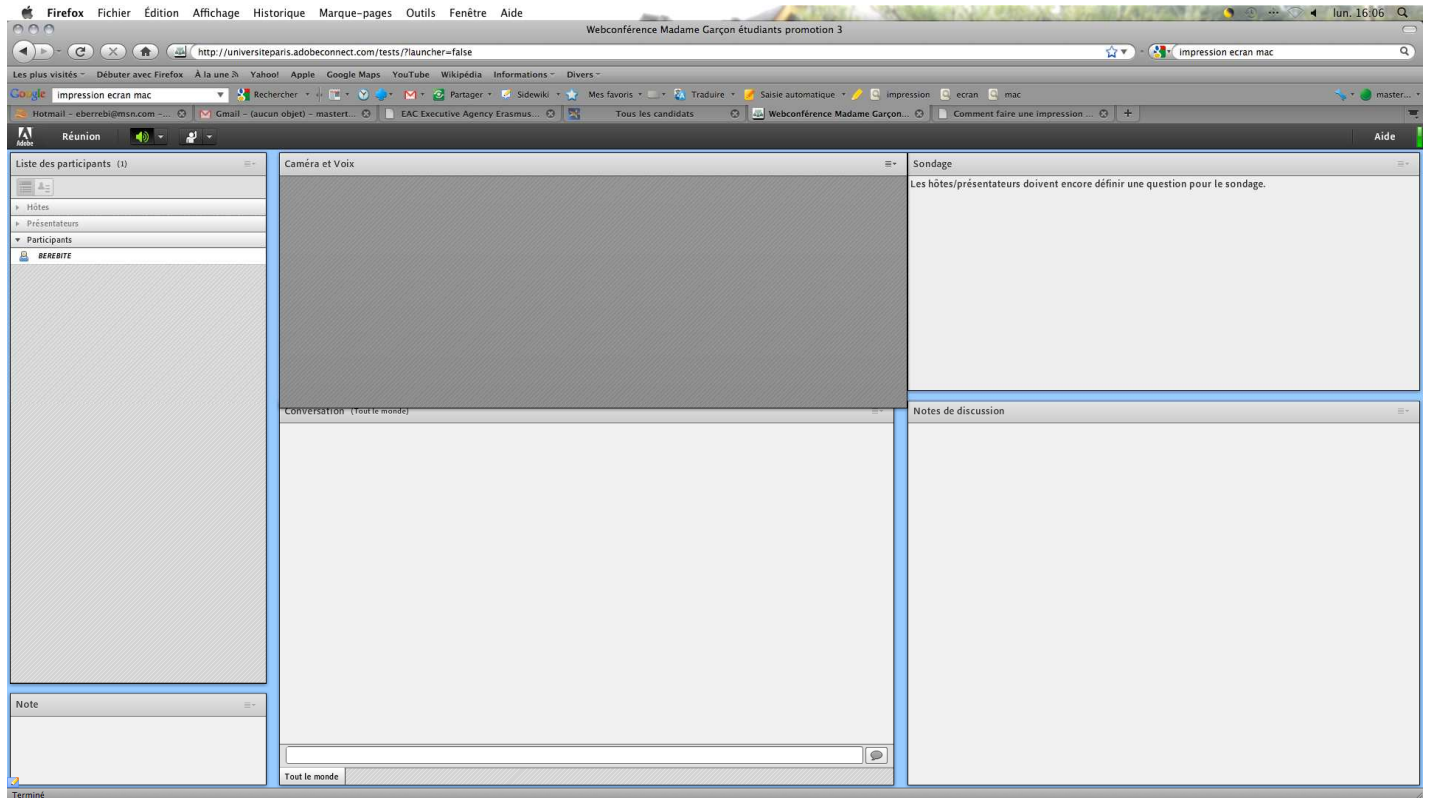 Firefox Fichier Édition Affichage Historique Marque-pages Outils Fenêtre Aide lun. 16:06
Webconférence Madame Garçon étudiants promotion 3
http://universiteparis.adobeconnect.com/tests/?launcher=false impression ecran mac
Les plus visités Débuter avec Firefox À la une Yahoo! Apple Google Maps YouTube Wikipédia Informations Divers
Google impression ecran mac Rechercher Partager Sidewiki Mes favoris Traduire Saisie automatique impression ecran mac master...
Hotmail - eberrebi@msn.com -... Gmail - (aucun objet) - mastert... EAC Executive Agency Erasmus... Tous les candidats Webconférence Madame Garçon... Comment faire une impression ...
Adobe Réunion Aide
Liste des participants (1) Caméra et Voix Sondage
Les hôtes/présentateurs doivent encore définir une question pour le sondage.
Hôtes
Présentateurs
Participants
BEREBITE
Conversation (Tout le monde) Notes de discussion
Note
Tout le monde
Terminé